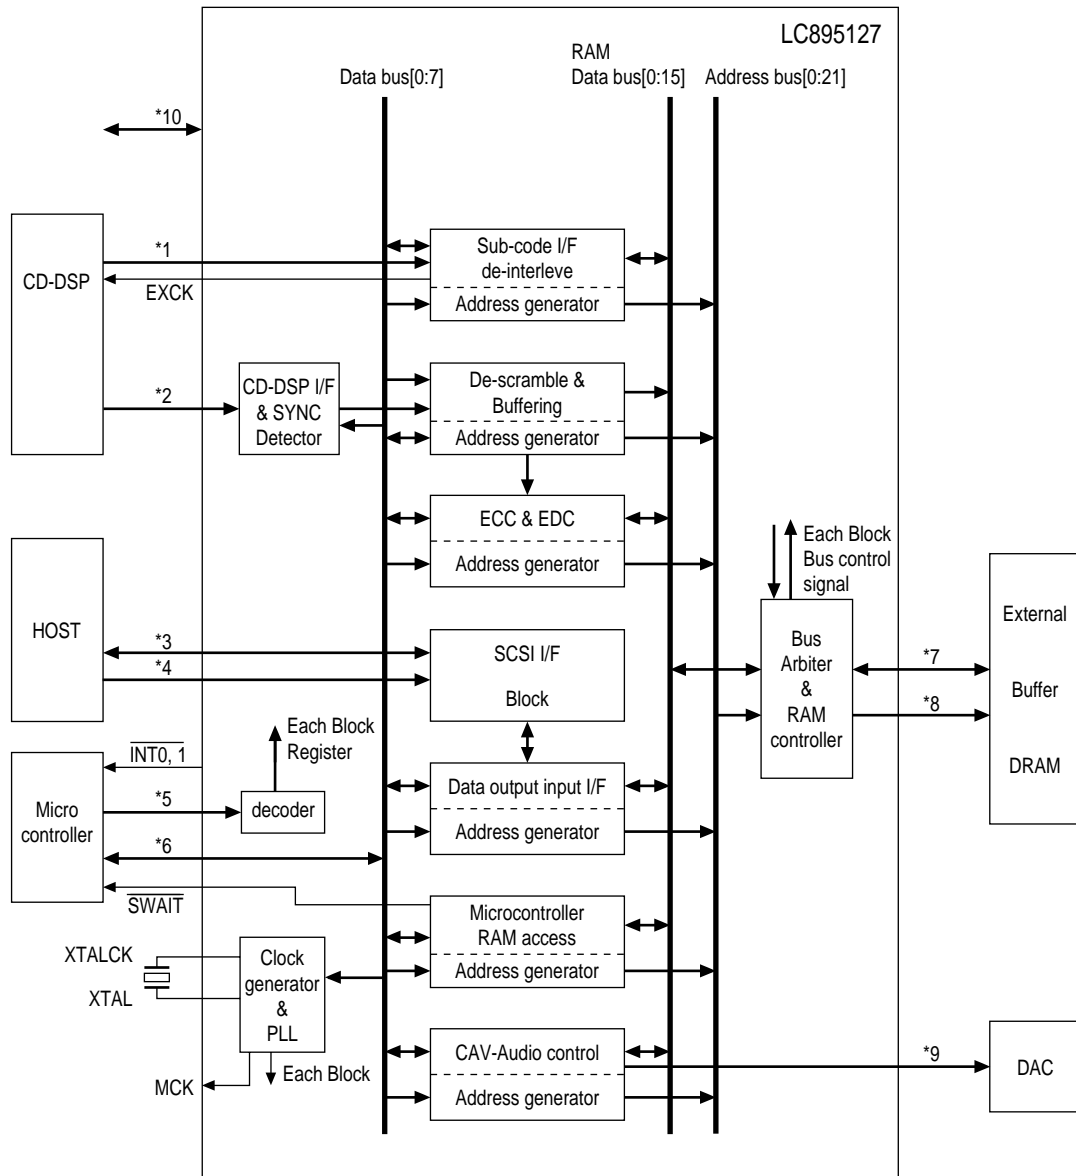 LC895127
RAM
Data bus[0:7]
Data bus[0:15]
Address bus[0:21]
*10
CD-DSP
*1
EXCK
Sub-code I/F
de-interleve
Address generator
*2
CD-DSP I/F
& SYNC
Detector
De-scramble &
Buffering
Address generator
ECC & EDC
Address generator
Each Block
Bus control
signal
HOST
*3
*4
SCSI I/F
Block
Bus
Arbiter
&
RAM
controller
*7
*8
External
Buffer
DRAM
Each Block
Register
INT0, 1
Micro
controller
*5
decoder
*6
SWAIT
Data output input I/F
Address generator
Microcontroller
RAM access
Address generator
XTALCK
XTAL
Clock
generator
&
PLL
MCK
Each Block
CAV-Audio control
Address generator
*9
DAC